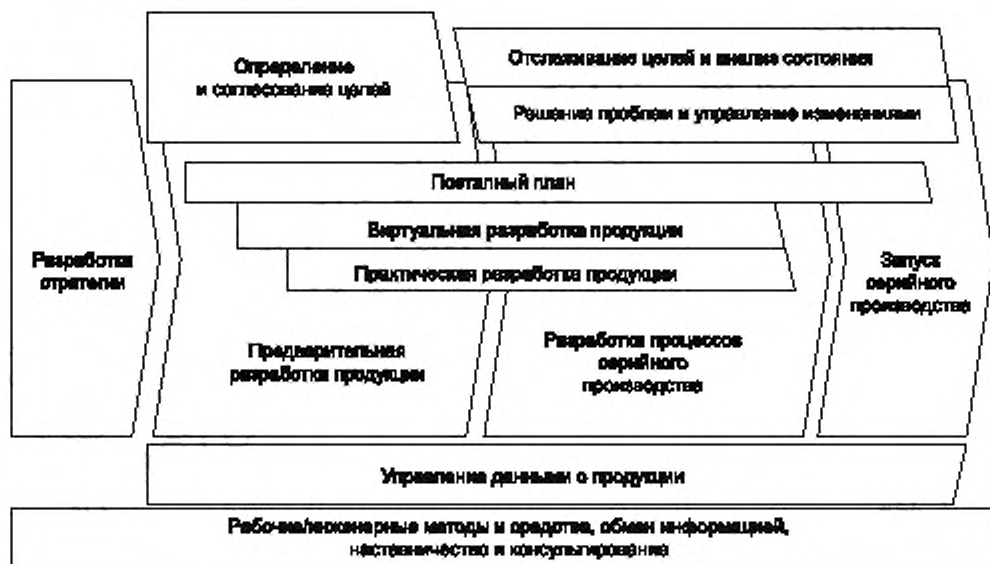 Определение
и согласование целей
Отслеживание целей и анализ состояния
Решение проблем и управление изменениями
Поэтапный план
Виртуальная разработка продукции
Практическая разработка продукции
Разработка
стратегии
Запуск
серийного
производства
Предварительная
разработка продукции
Разработка процессов
серийного
производства
Управление данными о продукции
Рабочие/инженерные методы и средства, обмен информацией,
наставничество и консультирование